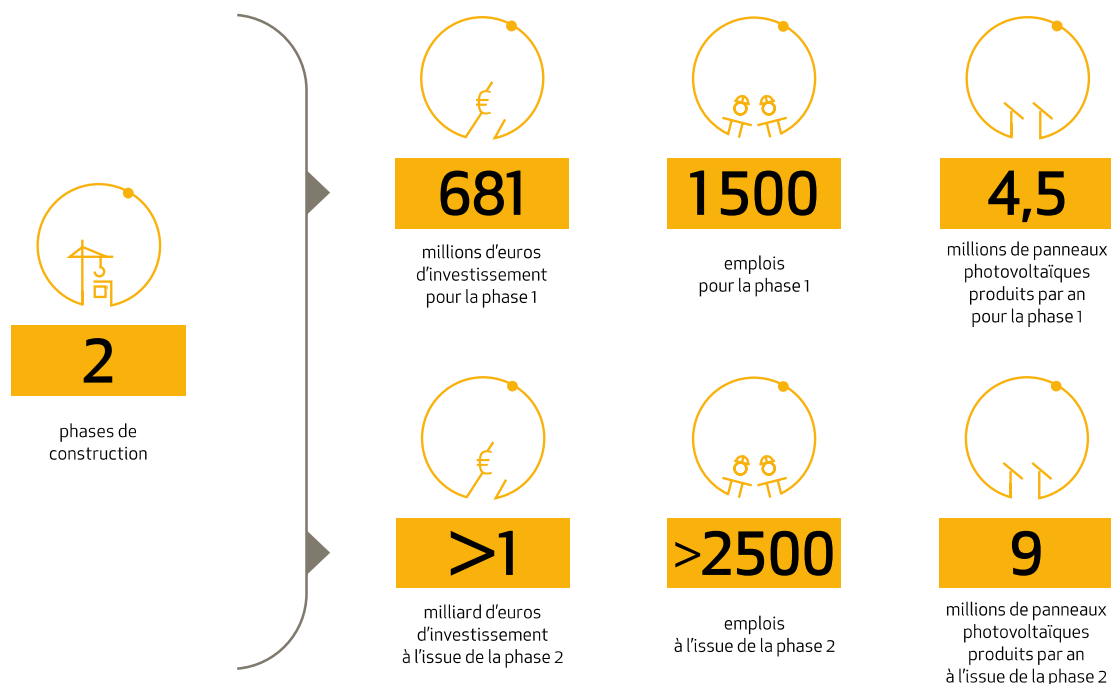 2
phases de
construction
681
millions d'euros
d'investissement
pour la phase 1
1500
emplois
pour la phase 1
4,5
millions de panneaux
photovoltaïques
produits par an
pour la phase 1
>1
milliard d'euros
d'investissement
à l'issue de la phase 2
>2500
emplois
à l'issue de la phase 2
9
millions de panneaux
photovoltaïques
produits par an
à l'issue de la phase 2